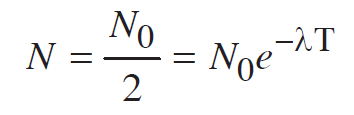 N = N₀/2 = N₀e^{−λT}